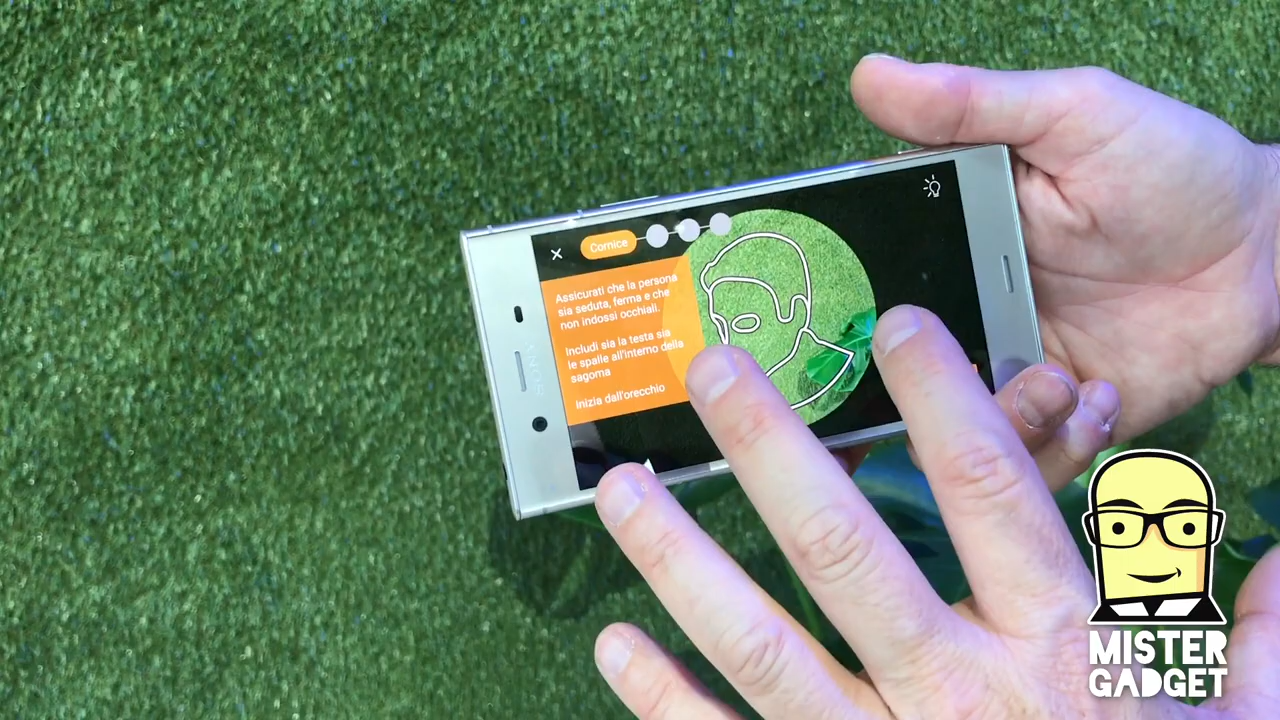 Cornice
Assicurati che la persona
sia seduta, ferma e che
non indossi occhiali.
Includi sia la testa sia
le spalle all'interno della
sagoma
Inizia dall'orecchio
SONY
MISTER
GADGET